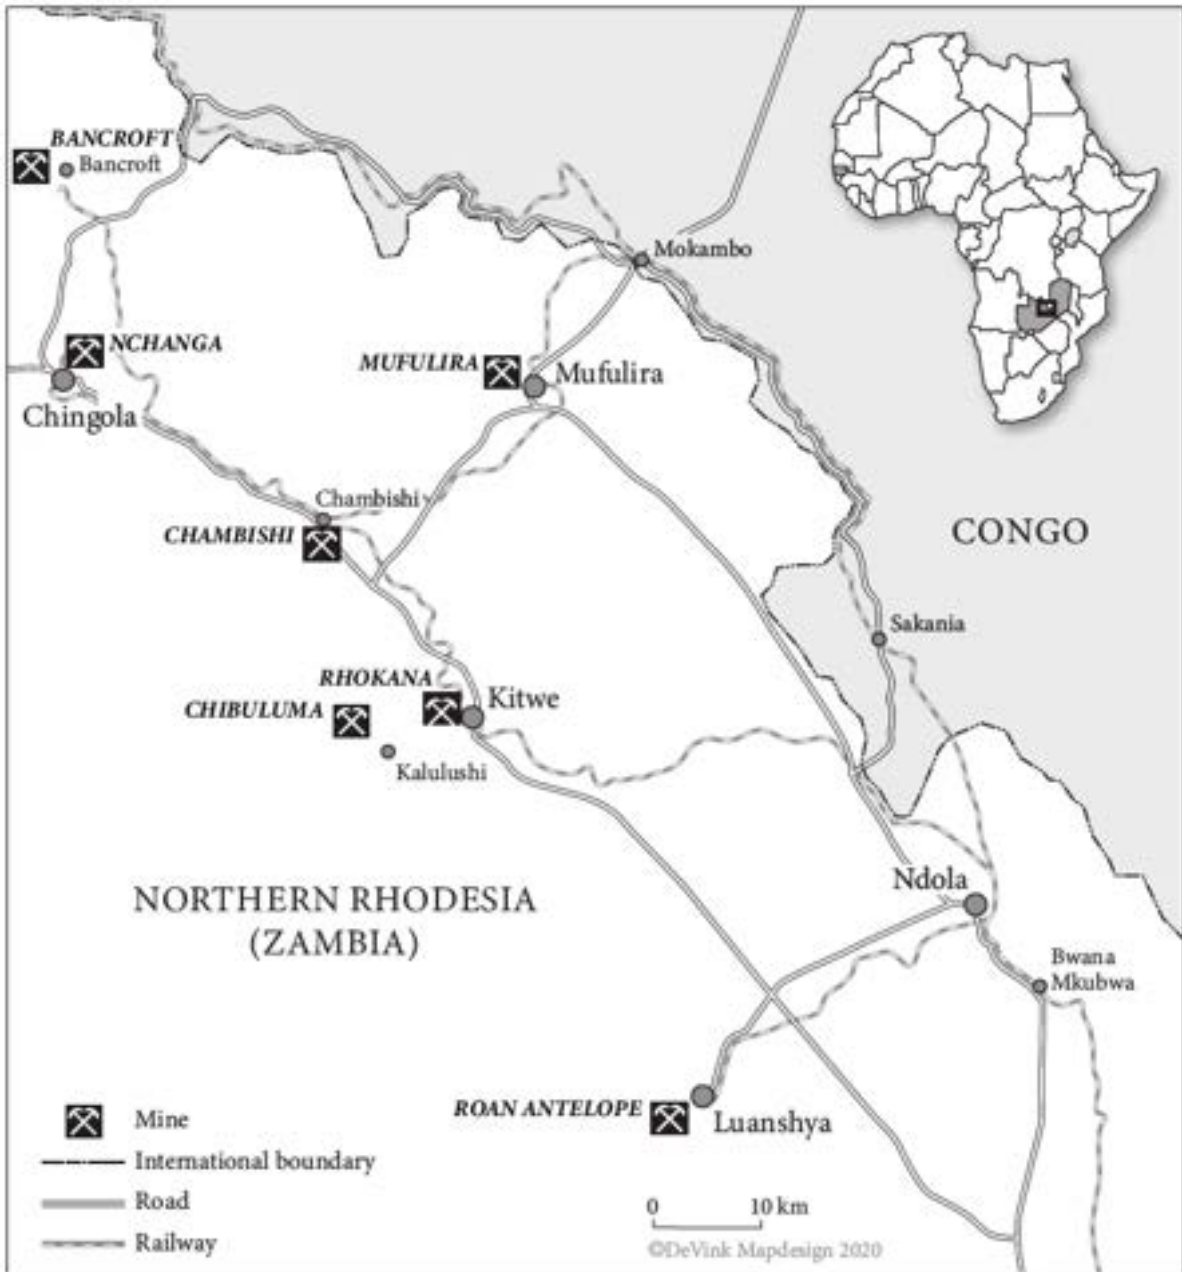 BANCROFT
Bancroft
Mokambo
NCHANGA
MUFULIRA
Mufulira
Chingola
Chambishi
CHAMBISHI
CONGO
Sakania
RHOKANA
Kitwe
CHIBULUMA
Kalulushi
Ndola
NORTHERN RHODESIA
(ZAMBIA)
Bwana
Mkubwa
ROAN ANTELOPE
Luanshya
Mine
International boundary
Road
Railway
0 10 km
©DeVink Mapdesign 2020